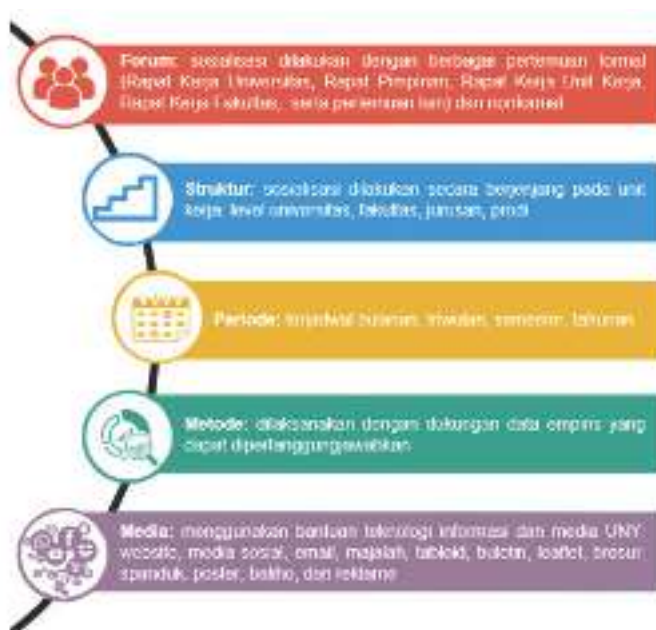 Forum: sosialisasi dilakukan dengan berbagai pertemuan formal
(Rapat Kerja Universitas, Rapat Pimpinan, Rapat Kerja Unit Kerja,
Rapat Kerja Fakultas, serta pertemuan lain) dan nonformal
Struktur: sosialisasi dilakukan secara berjenjang pada unit
kerja level universitas, fakultas, jurusan, prodi
Periode: terjadwal bulanan, triwulan, semester, tahunan
Metode: dilaksanakan dengan dukungan data empiris yang
dapat dipertanggungjawabkan
Media: menggunakan bantuan teknologi informasi dan media UNY
website, media sosial, email, majalah, tabloid, buletin, leaflet, brosur
spanduk, poster, baliho, dan reklame